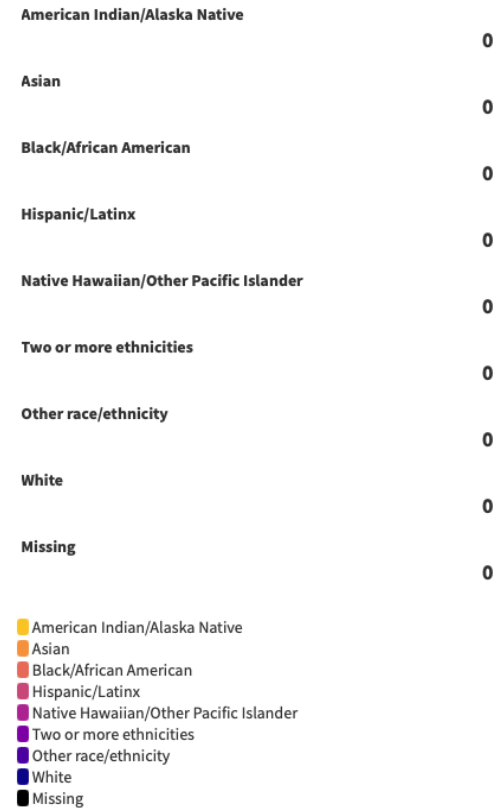 American Indian/Alaska Native
0
Asian
0
Black/African American
0
Hispanic/Latinx
0
Native Hawaiian/Other Pacific Islander
0
Two or more ethnicities
0
Other race/ethnicity
0
White
0
Missing
0
American Indian/Alaska Native
Asian
Black/African American
Hispanic/Latinx
Native Hawaiian/Other Pacific Islander
Two or more ethnicities
Other race/ethnicity
White
Missing